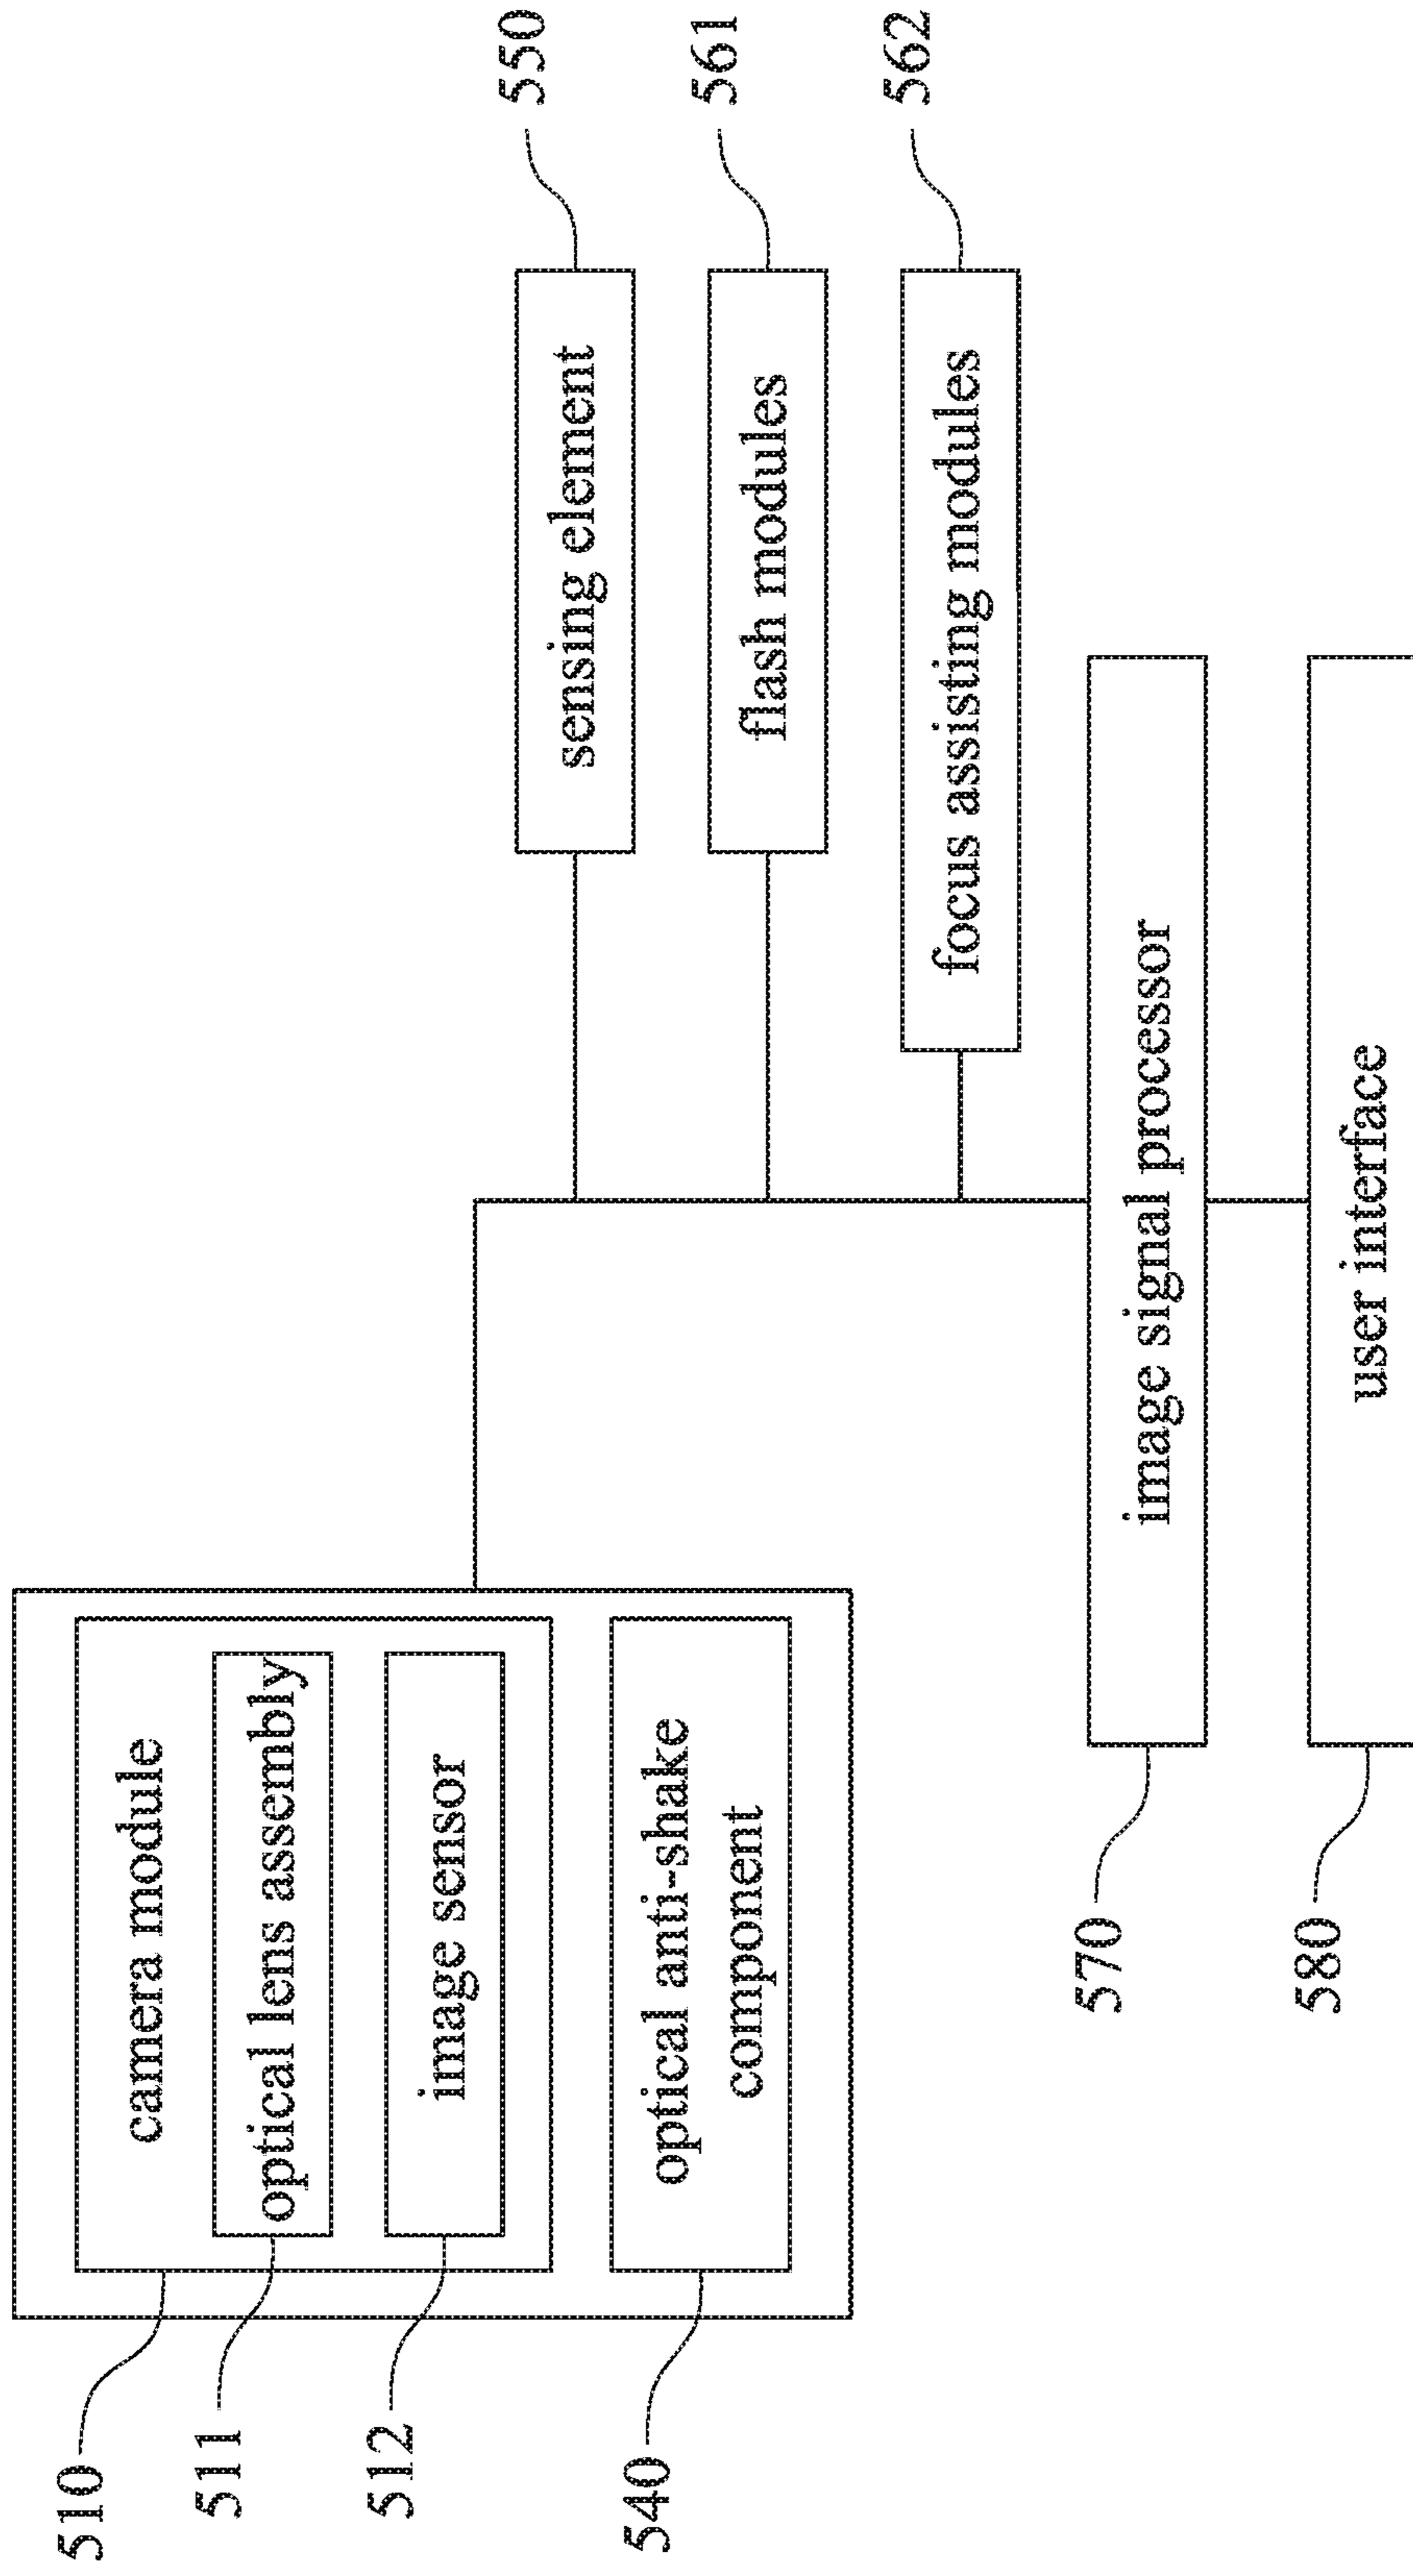 510
camera module
511
optical lens assembly
512
image sensor
540
optical anti-shake
component
550
sensing element
561
flash modules
562
focus assisting modules
570
image signal processor
580
user interface